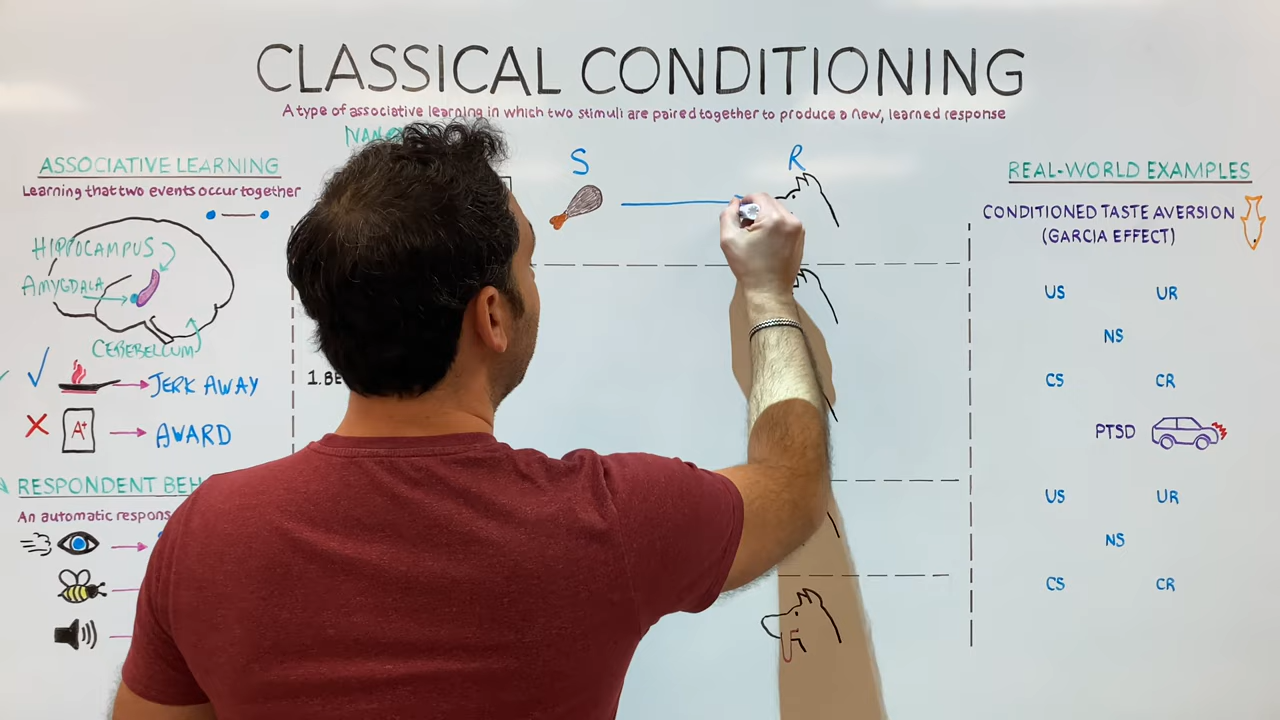 CLASSICAL CONDITIONING
A type of associative learning in which two stimuli are paired together to produce a new, learned response
ASSOCIATIVE LEARNING
Learning that two events occur together
HIPPOCAMPUS
AMYGDALA
CEREBELLUM
JERK AWAY
A+
AWARD
RESPONDENT BEH
An automatic respons
S
R
1. BE
REAL-WORLD EXAMPLES
CONDITIONED TASTE AVERSION
(GARCIA EFFECT)
US UR
NS
CS CR
PTSD
US UR
NS
CS CR